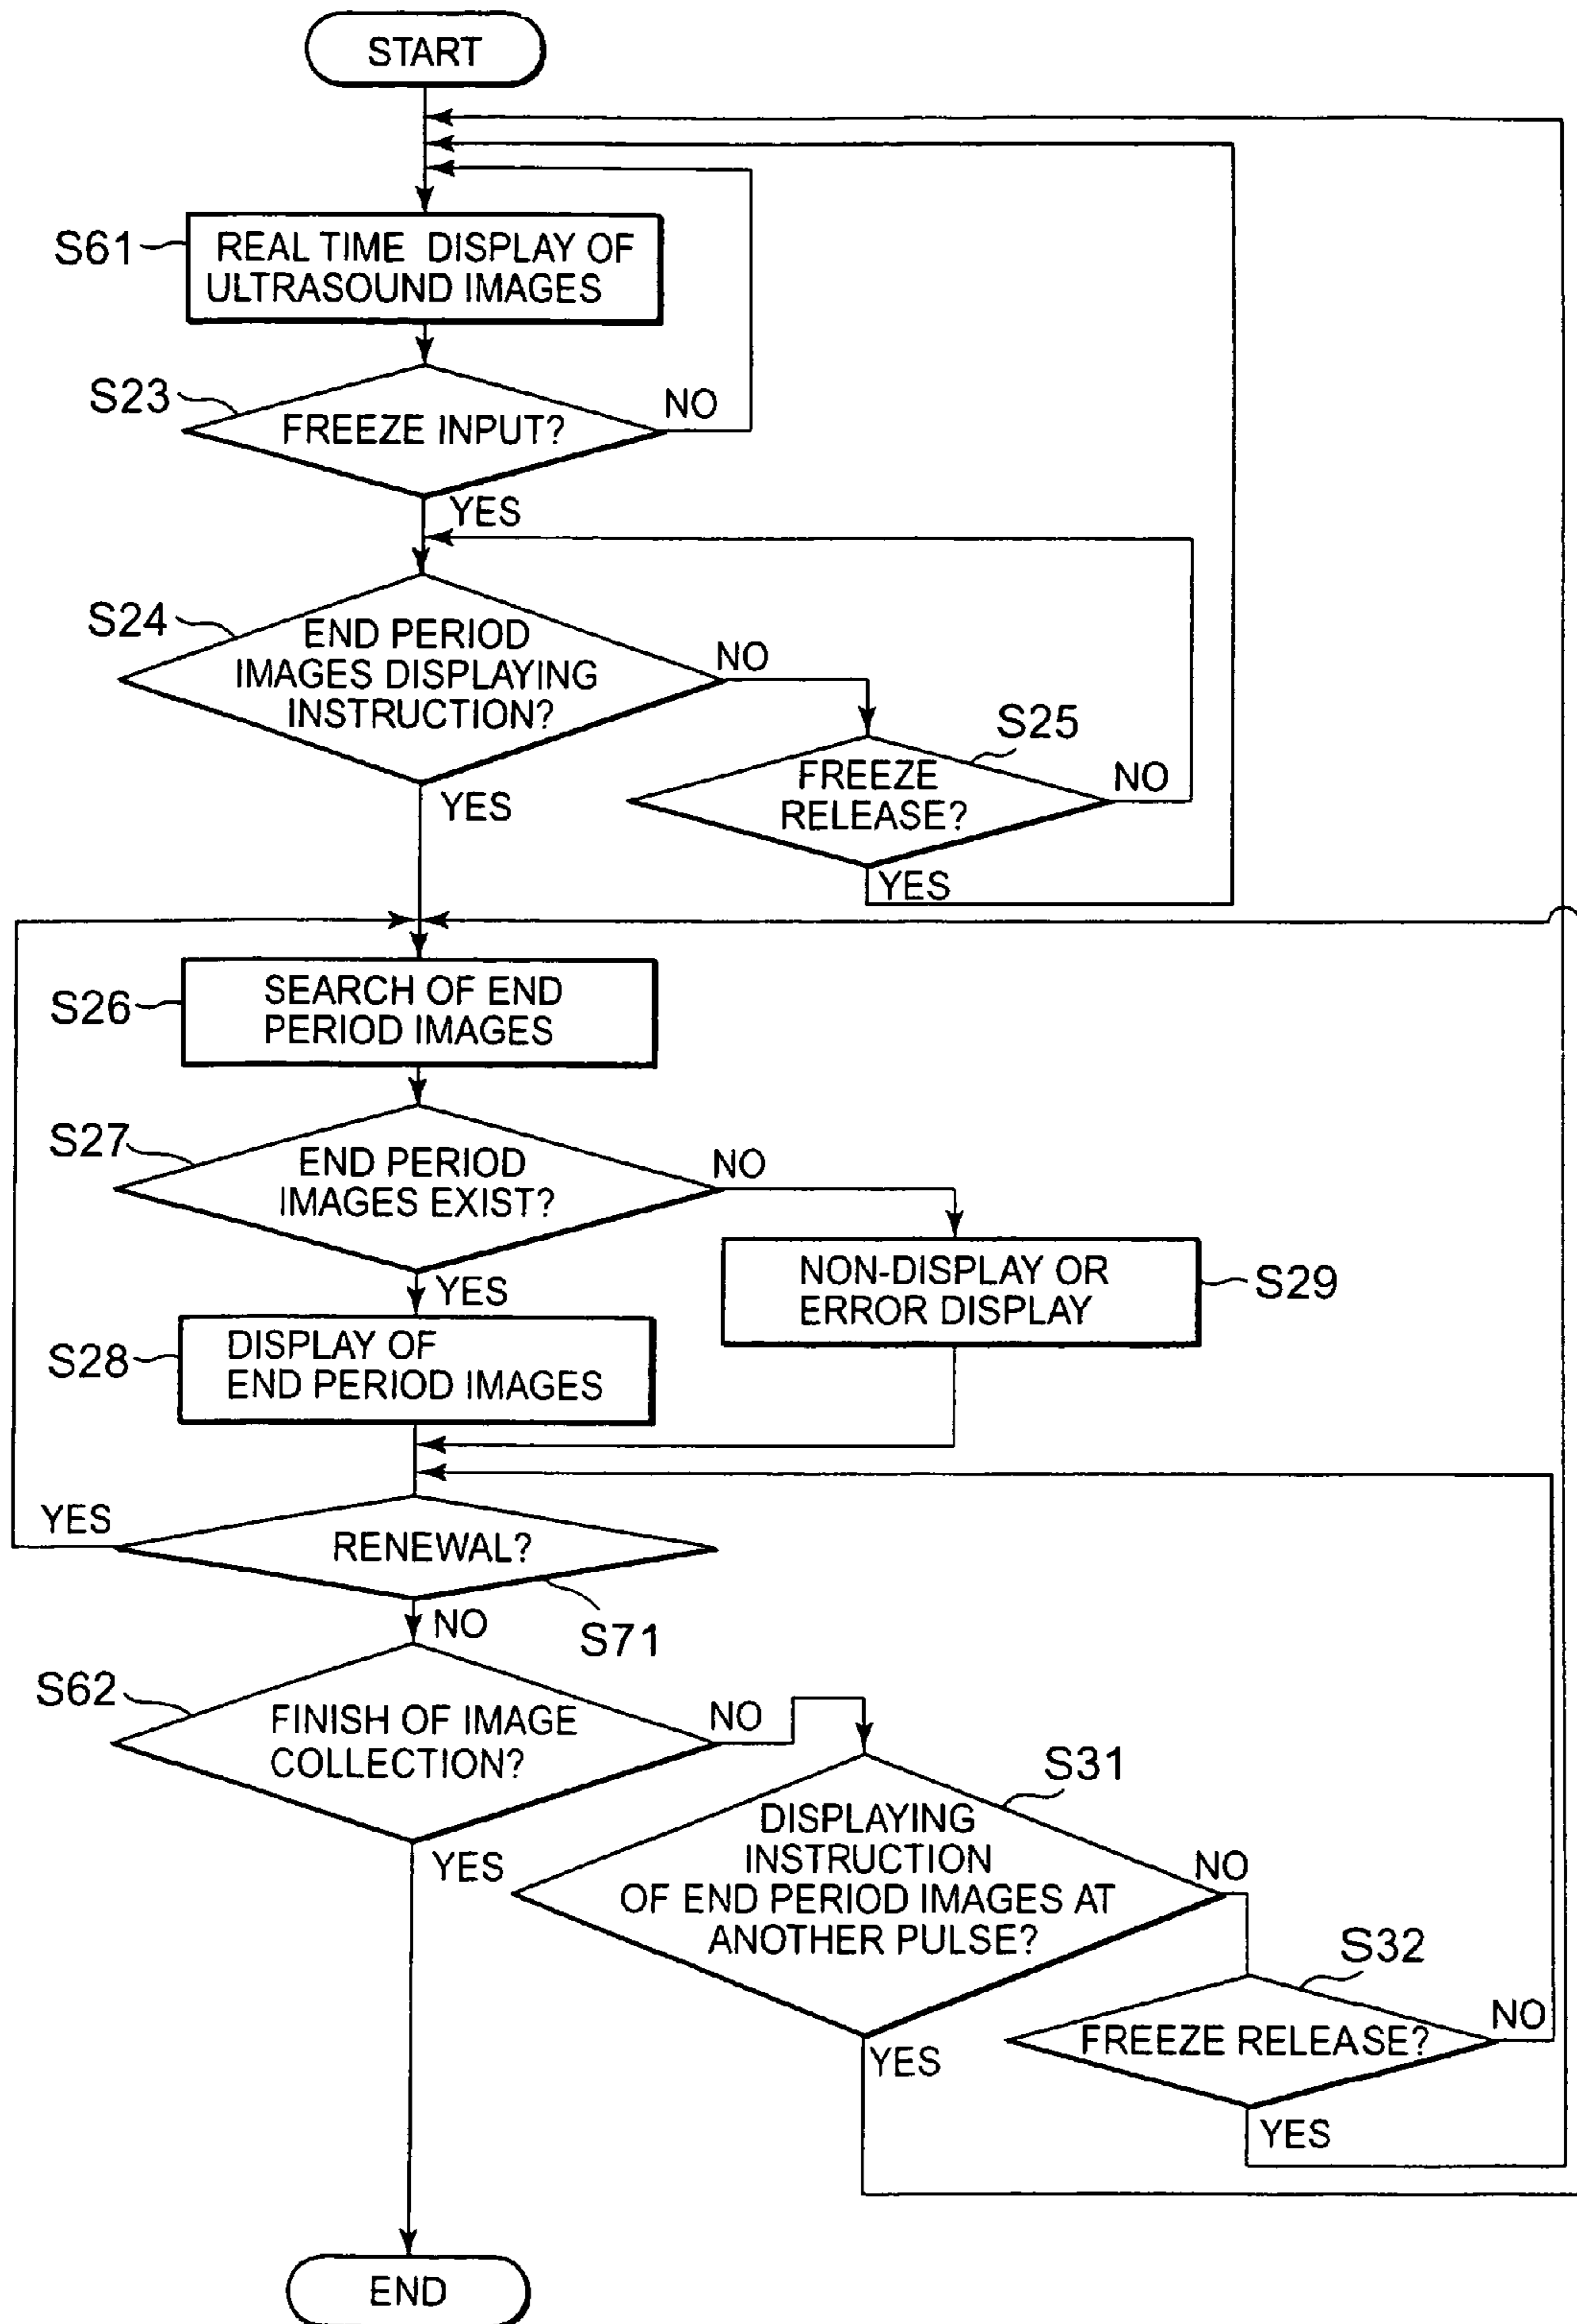 START
S61
REAL TIME DISPLAY OF
ULTRASOUND IMAGES
S23
FREEZE INPUT?
NO
YES
S24
END PERIOD
IMAGES DISPLAYING
INSTRUCTION?
NO
YES
S25
FREEZE
RELEASE?
NO
YES
S26
SEARCH OF END
PERIOD IMAGES
S27
END PERIOD
IMAGES EXIST?
NO
YES
NON-DISPLAY OR
ERROR DISPLAY
S29
S28
DISPLAY OF
END PERIOD IMAGES
YES
RENEWAL?
S71
NO
S62
FINISH OF IMAGE
COLLECTION?
NO
YES
S31
DISPLAYING
INSTRUCTION
OF END PERIOD IMAGES AT
ANOTHER PULSE?
NO
YES
S32
FREEZE RELEASE?
NO
YES
END